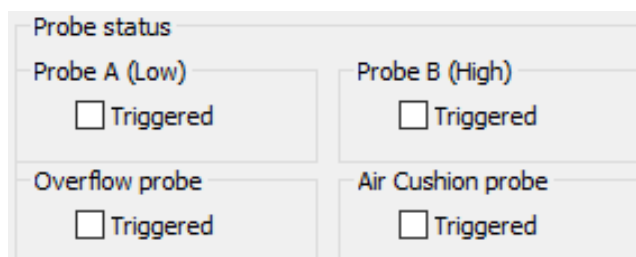 Probe status
Probe A (Low)
Triggered
Probe B (High)
Triggered
Overflow probe
Triggered
Air Cushion probe
Triggered